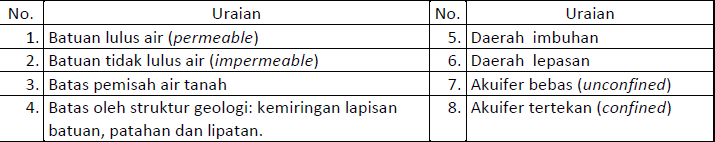 No. Uraian No. Uraian
1. Batuan lulus air (permeable) 5. Daerah imbuhan
2. Batuan tidak lulus air (impermeable) 6. Daerah lepasan
3. Batas pemisah air tanah 7. Akuifer bebas (unconfined)
4. Batas oleh struktur geologi: kemiringan lapisan 8. Akuifer tertekan (confined)
batuan, patahan dan lipatan.